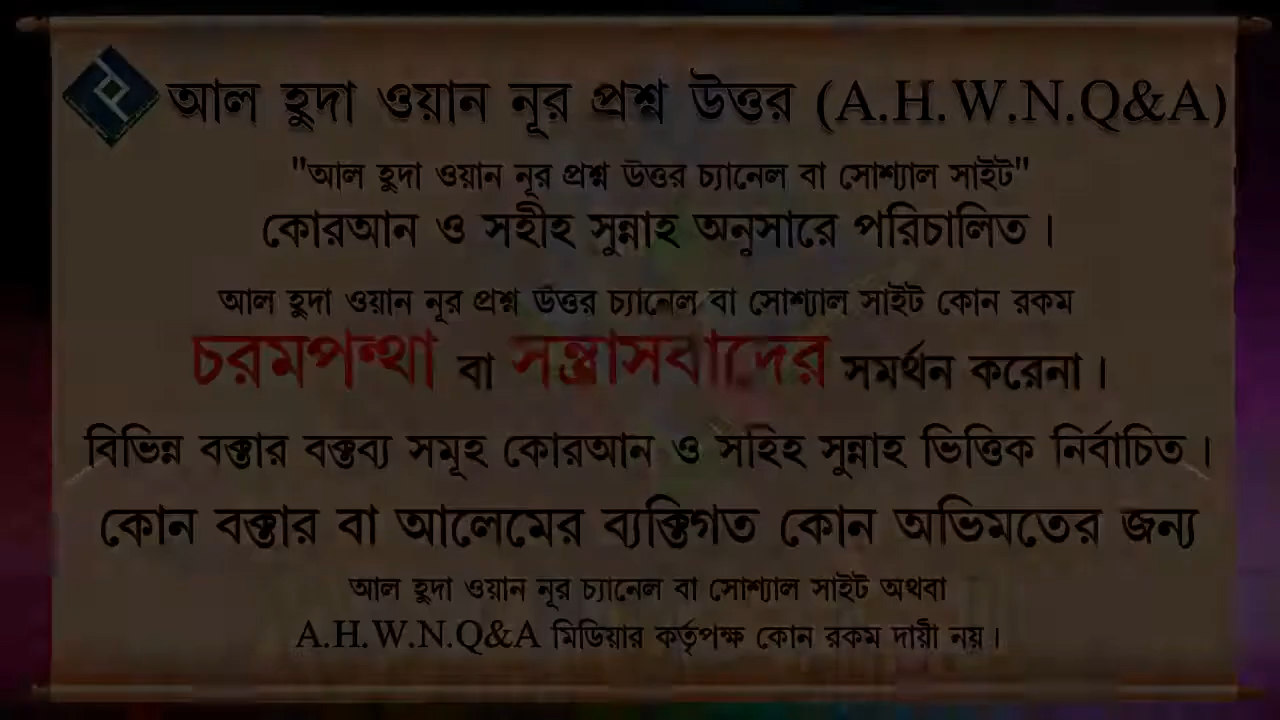 আল হুদা ওয়ান নূর প্রশ্ন উত্তর (A.H.W.N.Q&A)
"আল হুদা ওয়ান নূর প্রশ্ন উত্তর চ্যানেল বা সোশ্যাল সাইট"
কোরআন ও সহীহ সুন্নাহ অনুসারে পরিচালিত ।
আল হুদা ওয়ান নূর প্রশ্ন উত্তর চ্যানেল বা সোশ্যাল সাইট কোন রকম
চরমপন্থা বা সন্ত্রাসবাদের সমর্থন করেনা ।
বিভিন্ন বক্তার বক্তব্য সমূহ কোরআন ও সহিহ সুন্নাহ ভিত্তিক নির্বাচিত ।
কোন বক্তার বা আলেমের ব্যক্তিগত কোন অভিমতের জন্য
আল হুদা ওয়ান নূর চ্যানেল বা সোশ্যাল সাইট অথবা
A.H.W.N.Q&A মিডিয়ার কর্তৃপক্ষ কোন রকম দায়ী নয় ।